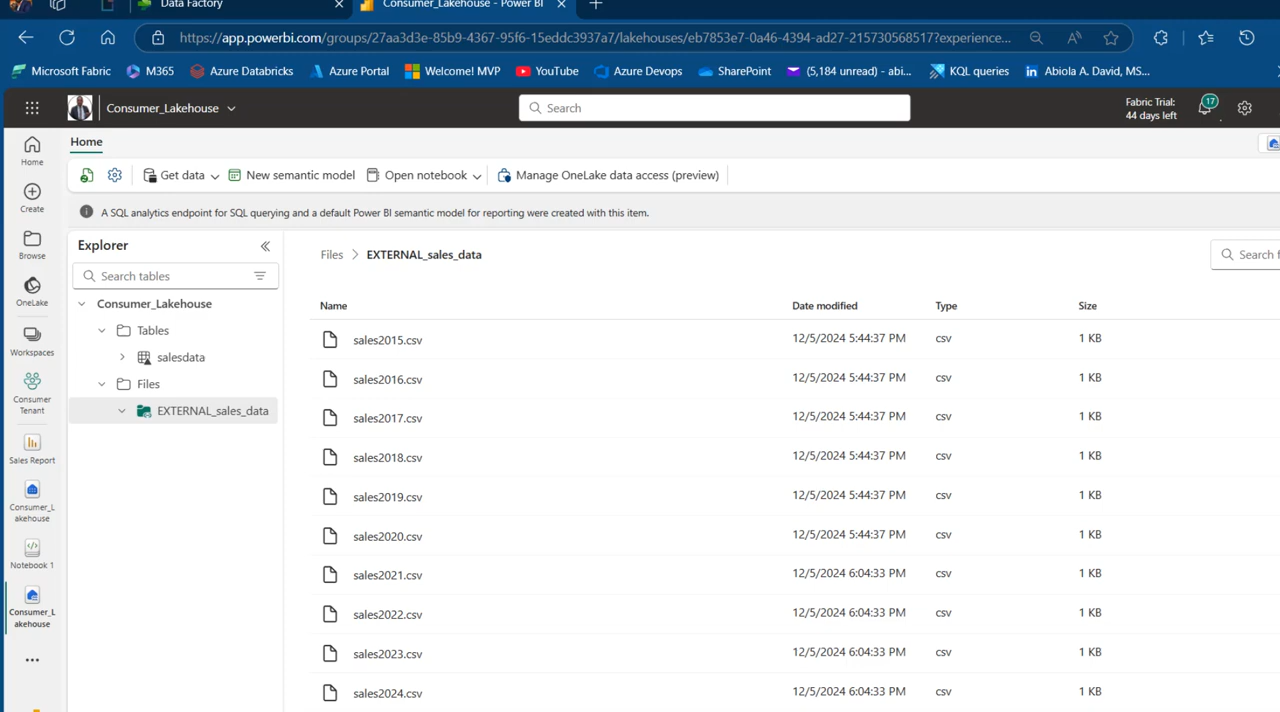 Data Factory
Consumer_Lakehouse - Power BI
https://app.powerbi.com/groups/27aa3d3e-85b9-4367-95f6-15eddc3937a7/lakehouses/eb7853e7-0a46-4394-ad27-215730568517?experience...
Microsoft Fabric
M365
Azure Databricks
Azure Portal
Welcome! MVP
YouTube
Azure Devops
SharePoint
(5,184 unread) - abi...
KQL queries
Abiola A. David, MS...
Consumer_Lakehouse
Search
Fabric Trial:
44 days left
17
Home
Home
Get data
New semantic model
Open notebook
Manage OneLake data access (preview)
Create
A SQL analytics endpoint for SQL querying and a default Power BI semantic model for reporting were created with this item.
Browse
OneLake
Workspaces
Consumer
Tenant
Sales Report
Consumer_L
akehouse
Notebook 1
Consumer_L
akehouse
Explorer
Search tables
Consumer_Lakehouse
Tables
salesdata
Files
EXTERNAL_sales_data
Files > EXTERNAL_sales_data
Search f
Name Date modified Type Size
sales2015.csv 12/5/2024 5:44:37 PM csv 1 KB
sales2016.csv 12/5/2024 5:44:37 PM csv 1 KB
sales2017.csv 12/5/2024 5:44:37 PM csv 1 KB
sales2018.csv 12/5/2024 5:44:37 PM csv 1 KB
sales2019.csv 12/5/2024 5:44:37 PM csv 1 KB
sales2020.csv 12/5/2024 5:44:37 PM csv 1 KB
sales2021.csv 12/5/2024 6:04:33 PM csv 1 KB
sales2022.csv 12/5/2024 6:04:33 PM csv 1 KB
sales2023.csv 12/5/2024 6:04:33 PM csv 1 KB
sales2024.csv 12/5/2024 6:04:33 PM csv 1 KB